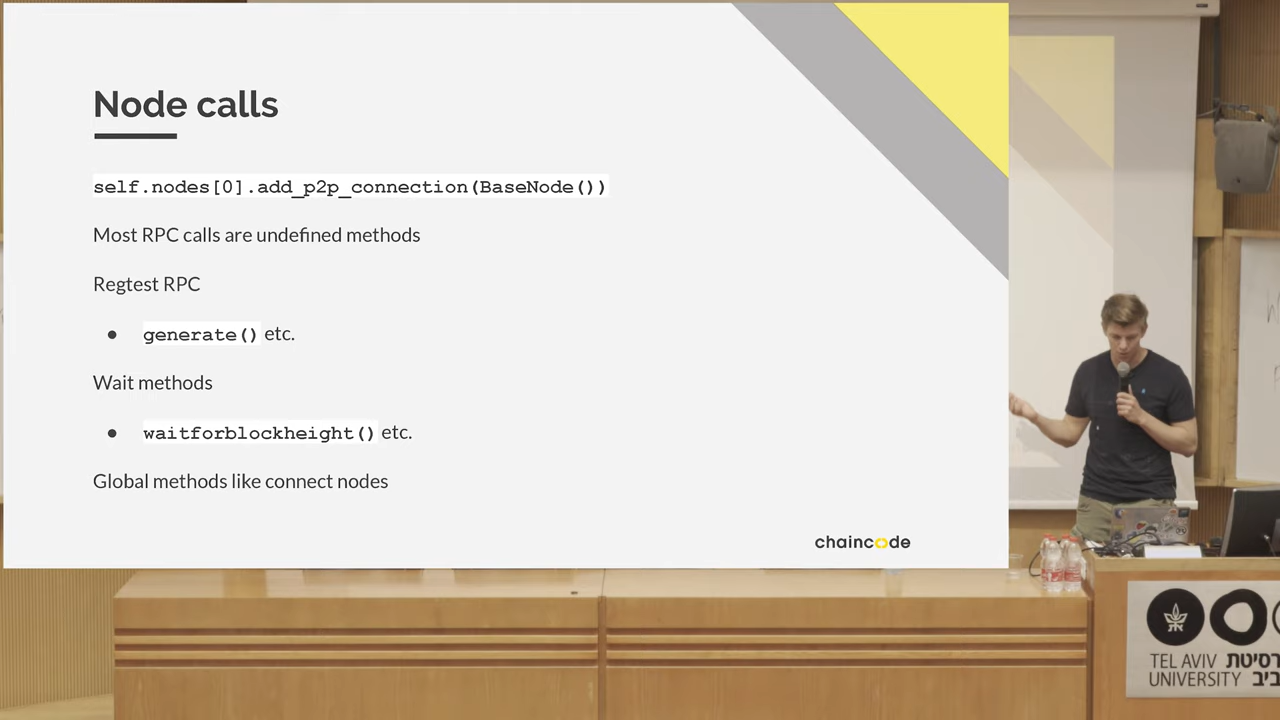 Node calls
self.nodes[0].add_p2p_connection(BaseNode())
Most RPC calls are undefined methods
Regtest RPC
● generate() etc.
Wait methods
● waitforblockheight() etc.
Global methods like connect nodes
chaincode
TEL AVIV
UNIVERSITY